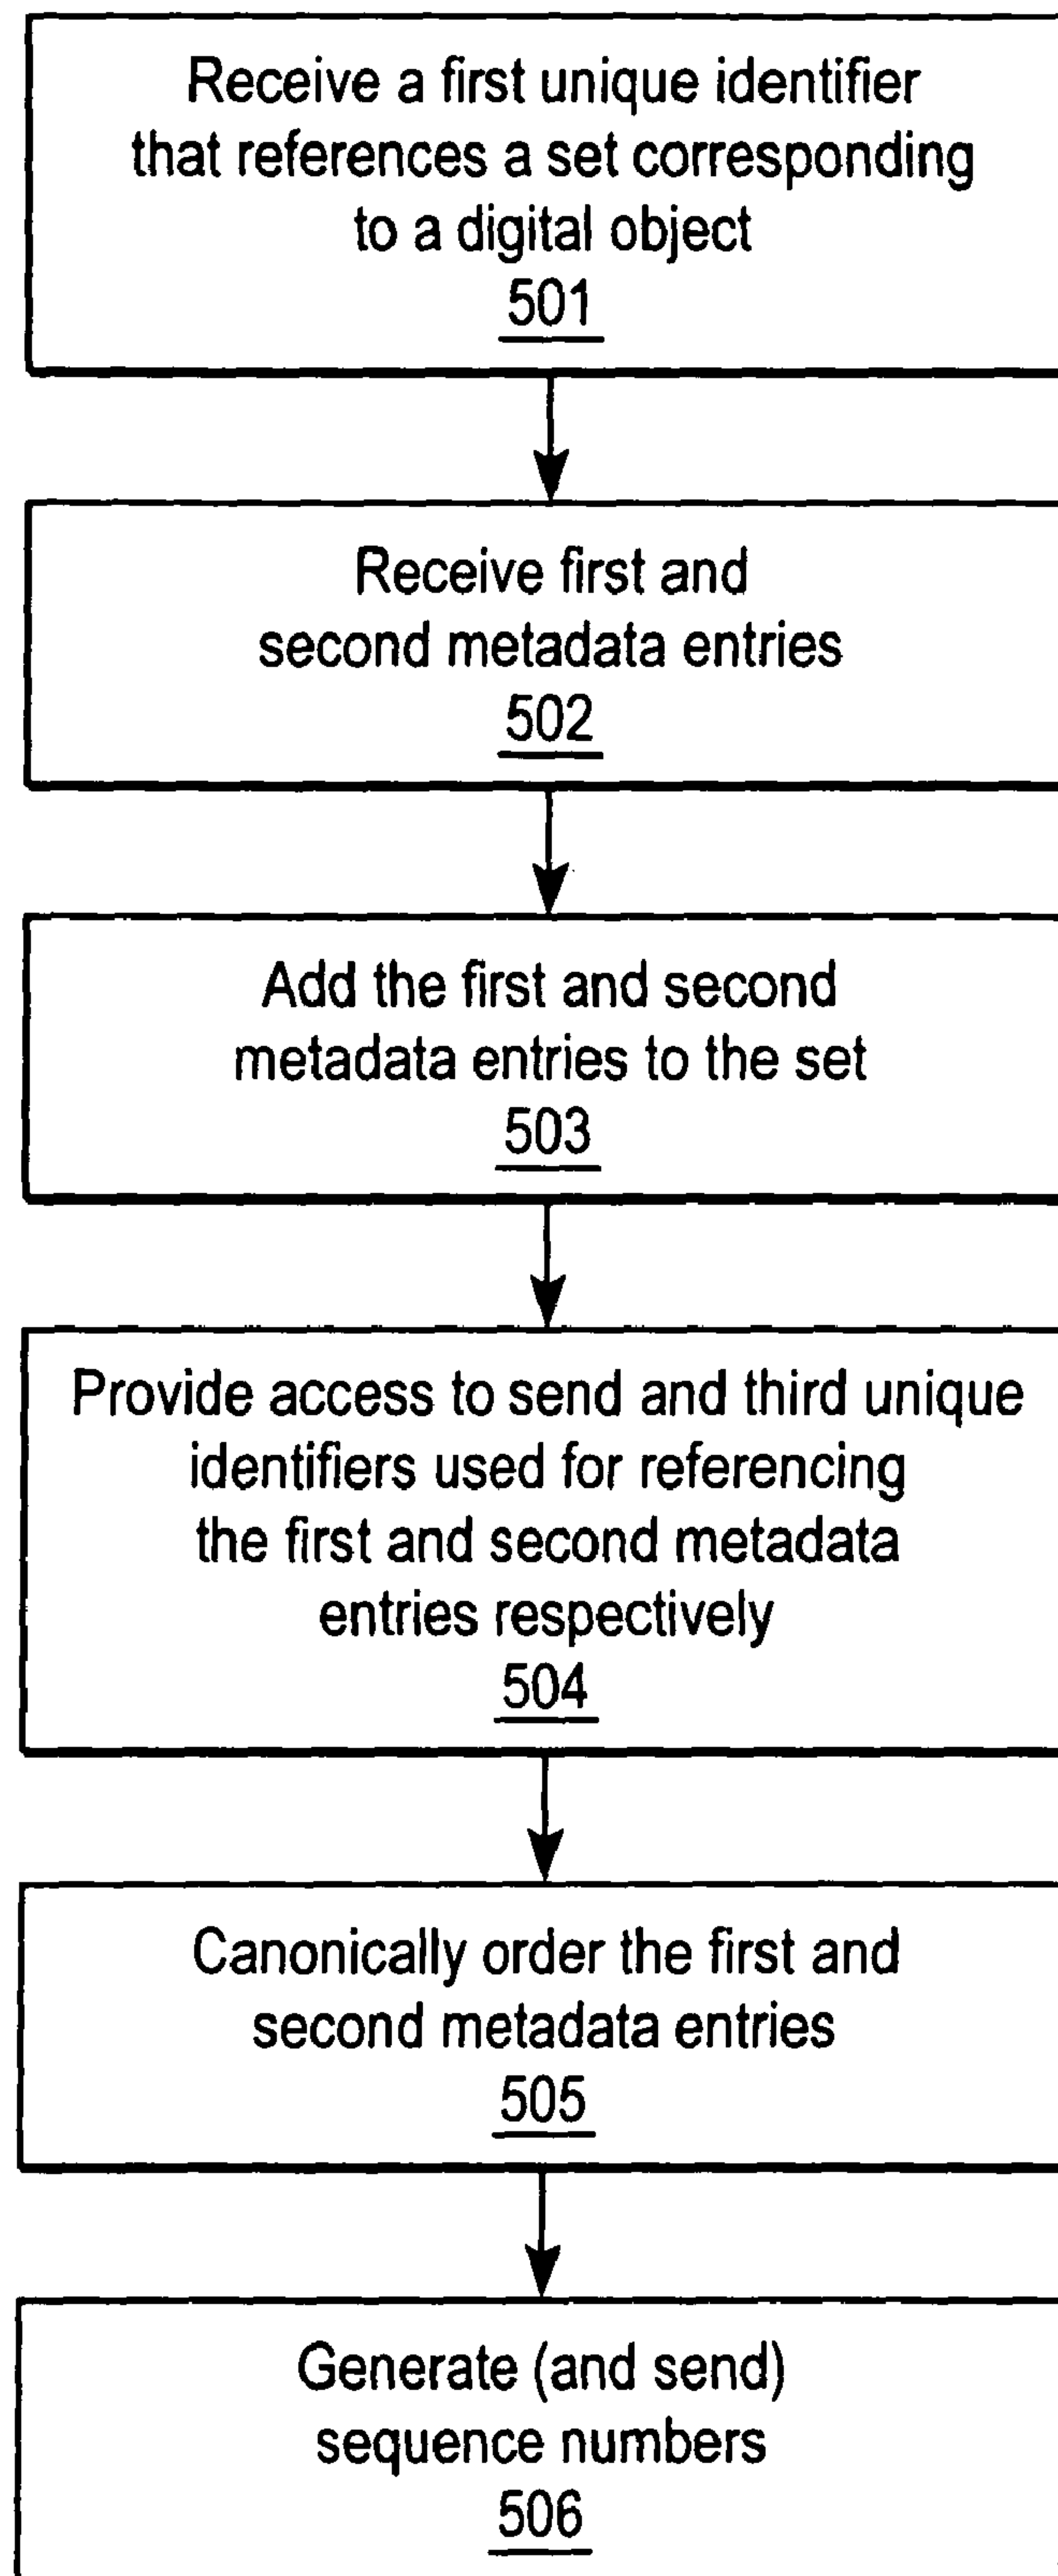 Receive a first unique identifier
that references a set corresponding
to a digital object
501
Receive first and
second metadata entries
502
Add the first and second
metadata entries to the set
503
Provide access to send and third unique
identifiers used for referencing
the first and second metadata
entries respectively
504
Canonically order the first and
second metadata entries
505
Generate (and send)
sequence numbers
506